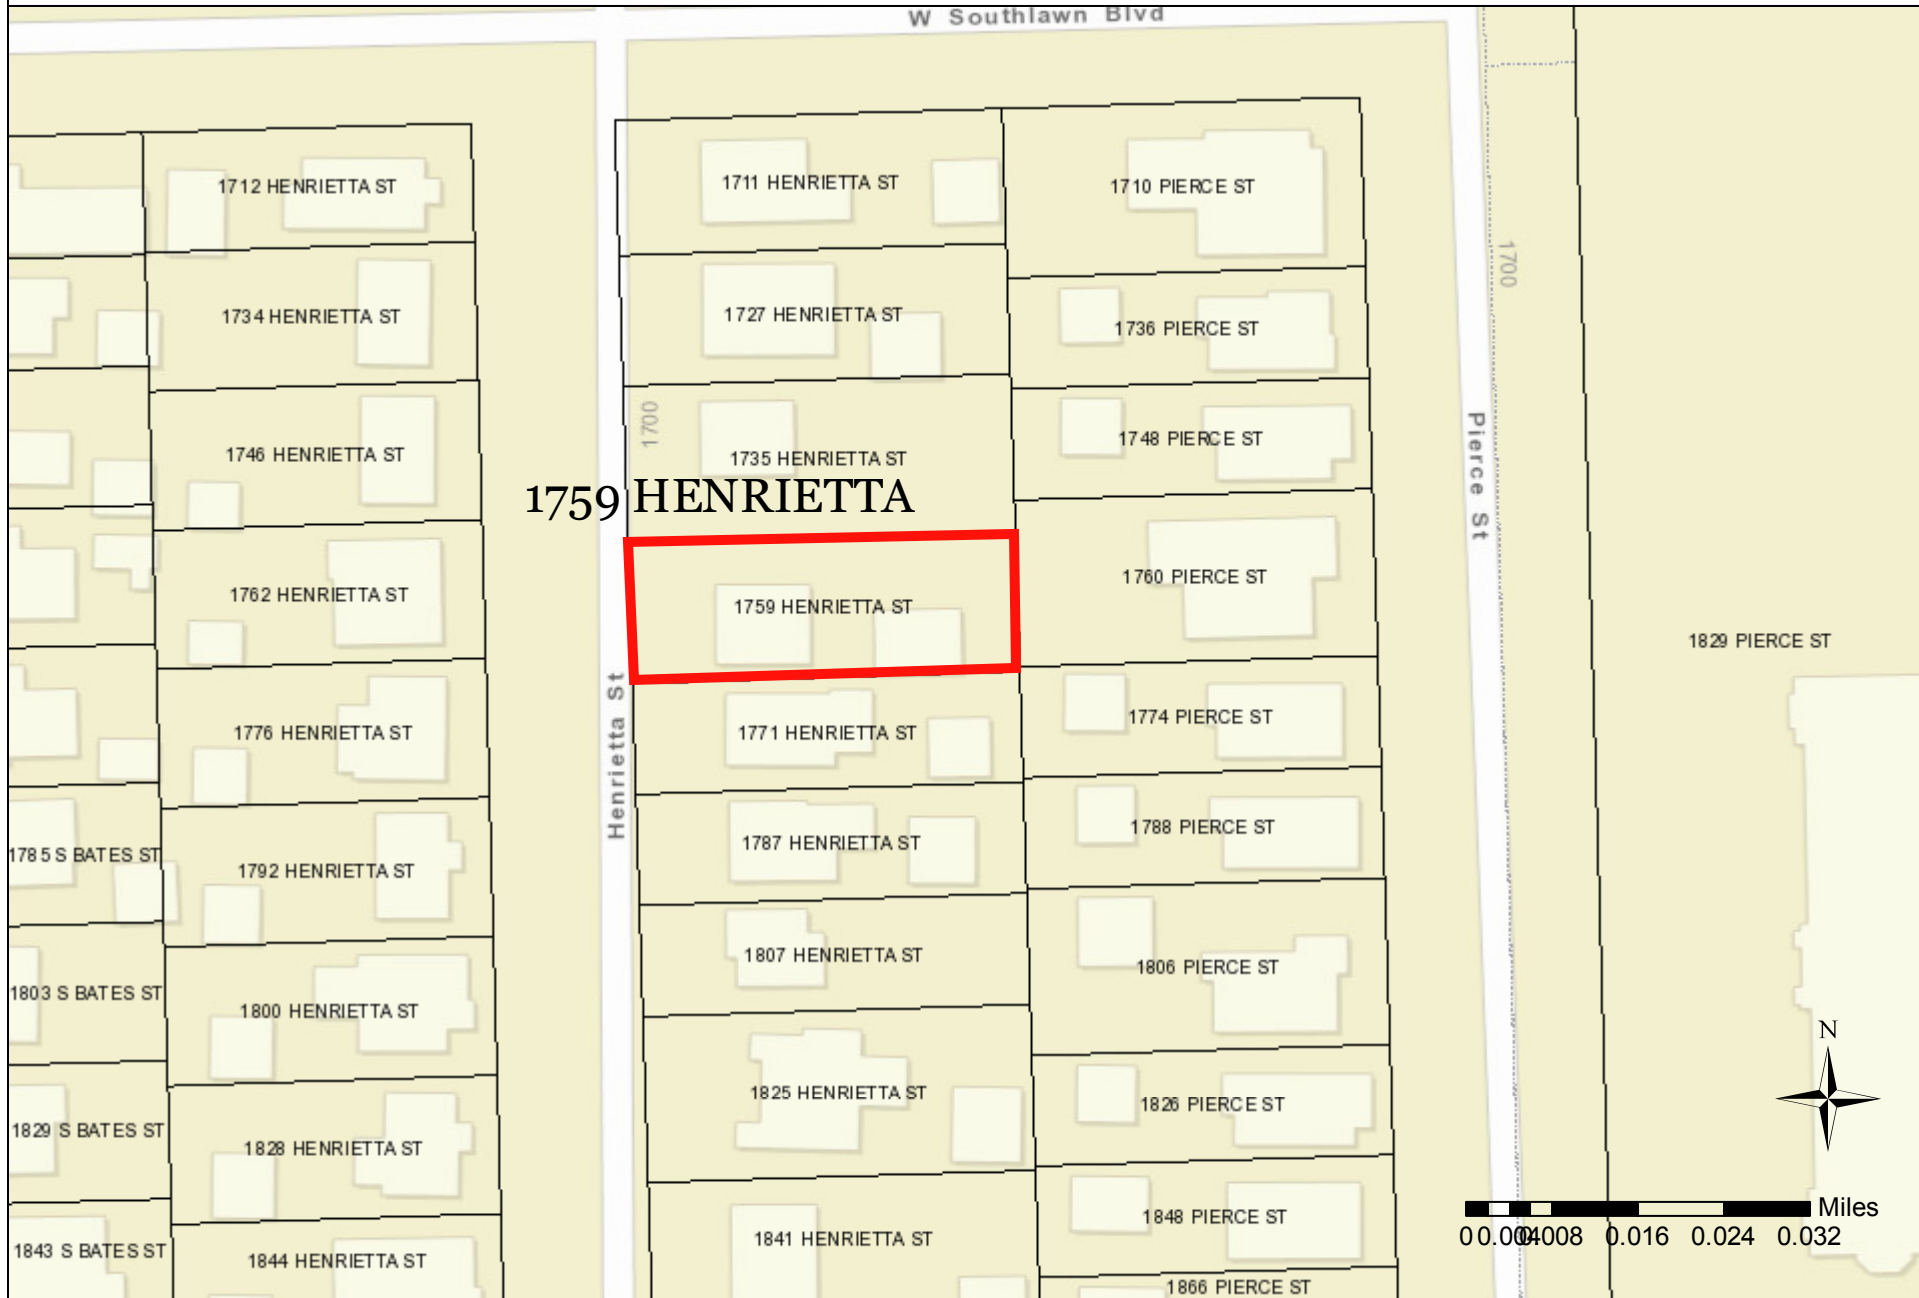 W Southlawn Blvd
1712 HENRIETTA ST
1711 HENRIETTA ST
1710 PIERCE ST
1700
1734 HENRIETTA ST
1727 HENRIETTA ST
1736 PIERCE ST
1700
1746 HENRIETTA ST
1735 HENRIETTA ST
1748 PIERCE ST
Pierce St
1759 HENRIETTA
1762 HENRIETTA ST
1759 HENRIETTA ST
1760 PIERCE ST
1829 PIERCE ST
Henrietta St
1776 HENRIETTA ST
1771 HENRIETTA ST
1774 PIERCE ST
1785 S BATES ST
1792 HENRIETTA ST
1787 HENRIETTA ST
1788 PIERCE ST
1803 S BATES ST
1800 HENRIETTA ST
1807 HENRIETTA ST
1806 PIERCE ST
N
1829 S BATES ST
1828 HENRIETTA ST
1825 HENRIETTA ST
1826 PIERCE ST
1843 S BATES ST
1844 HENRIETTA ST
1841 HENRIETTA ST
1848 PIERCE ST
1866 PIERCE ST
Miles
0 0.004 0.008 0.016 0.024 0.032